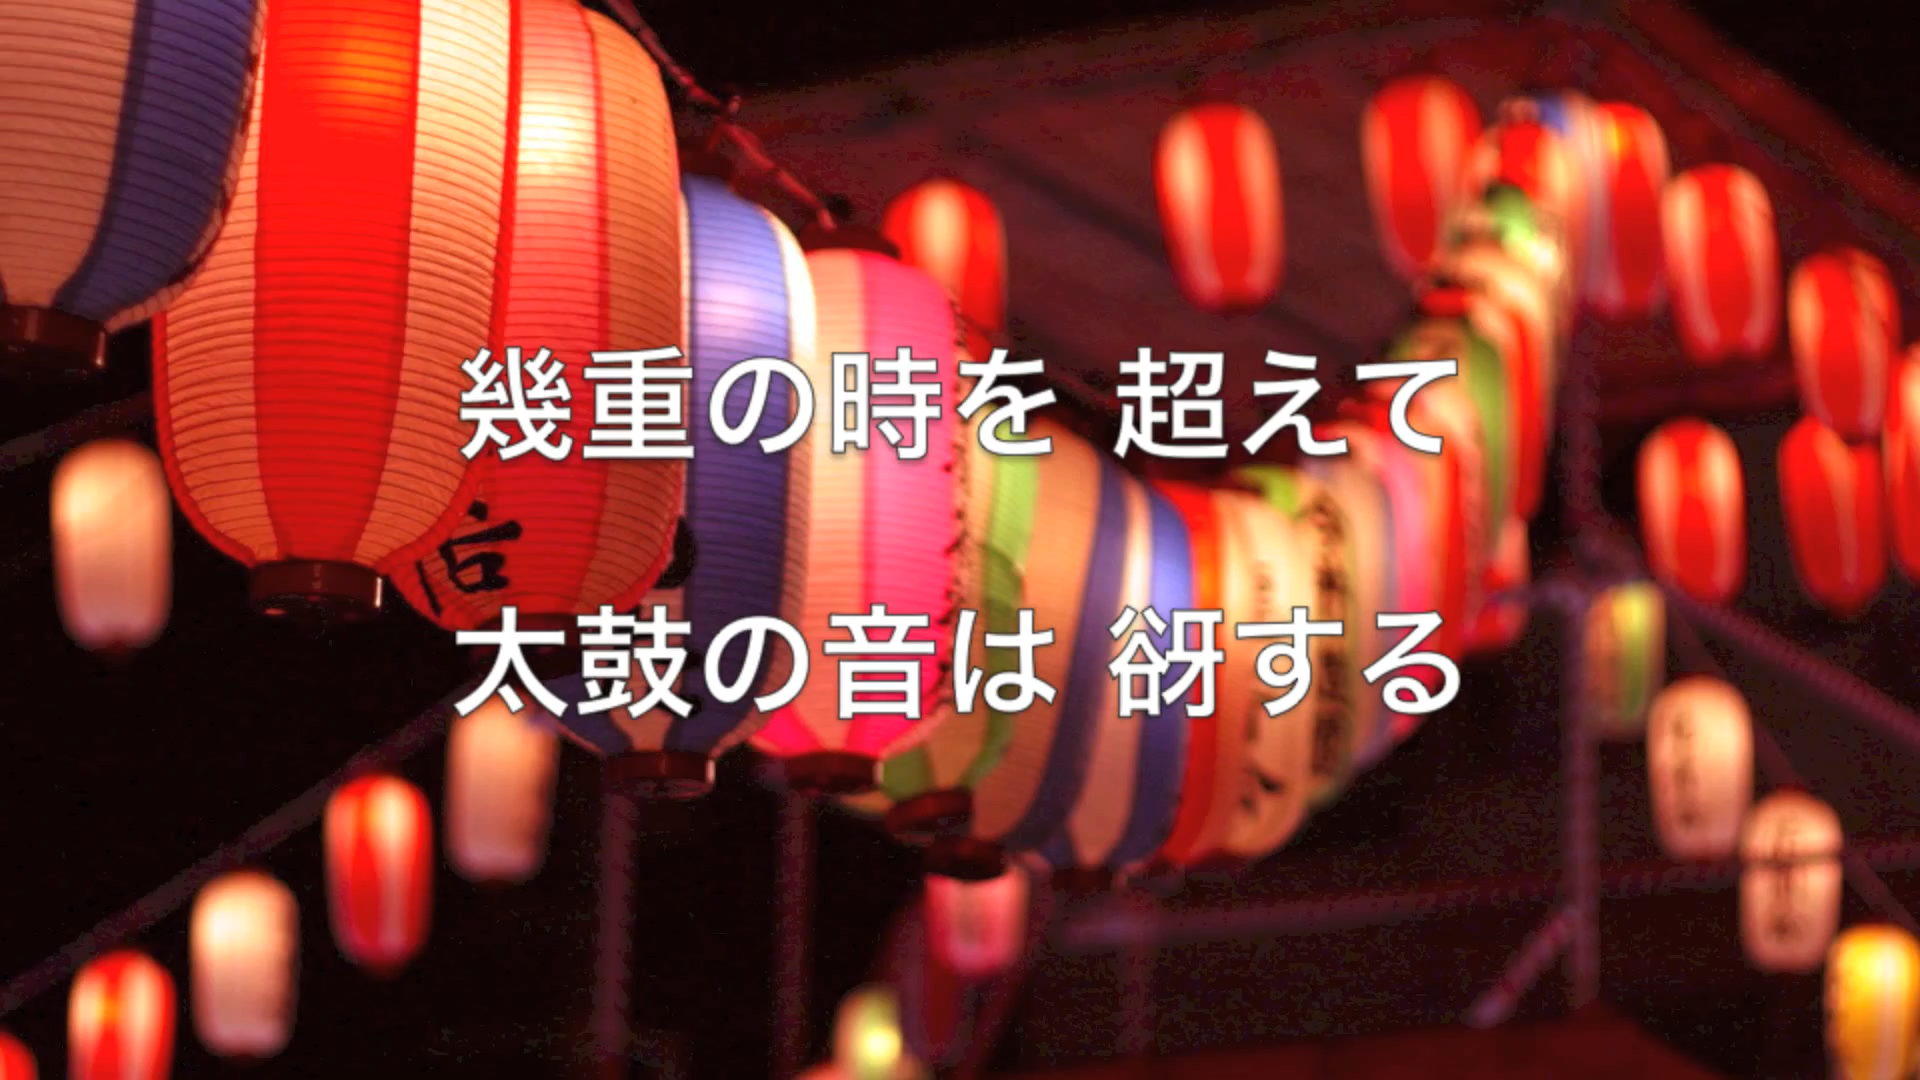 幾重の時を 超えて
太鼓の音は 谺する